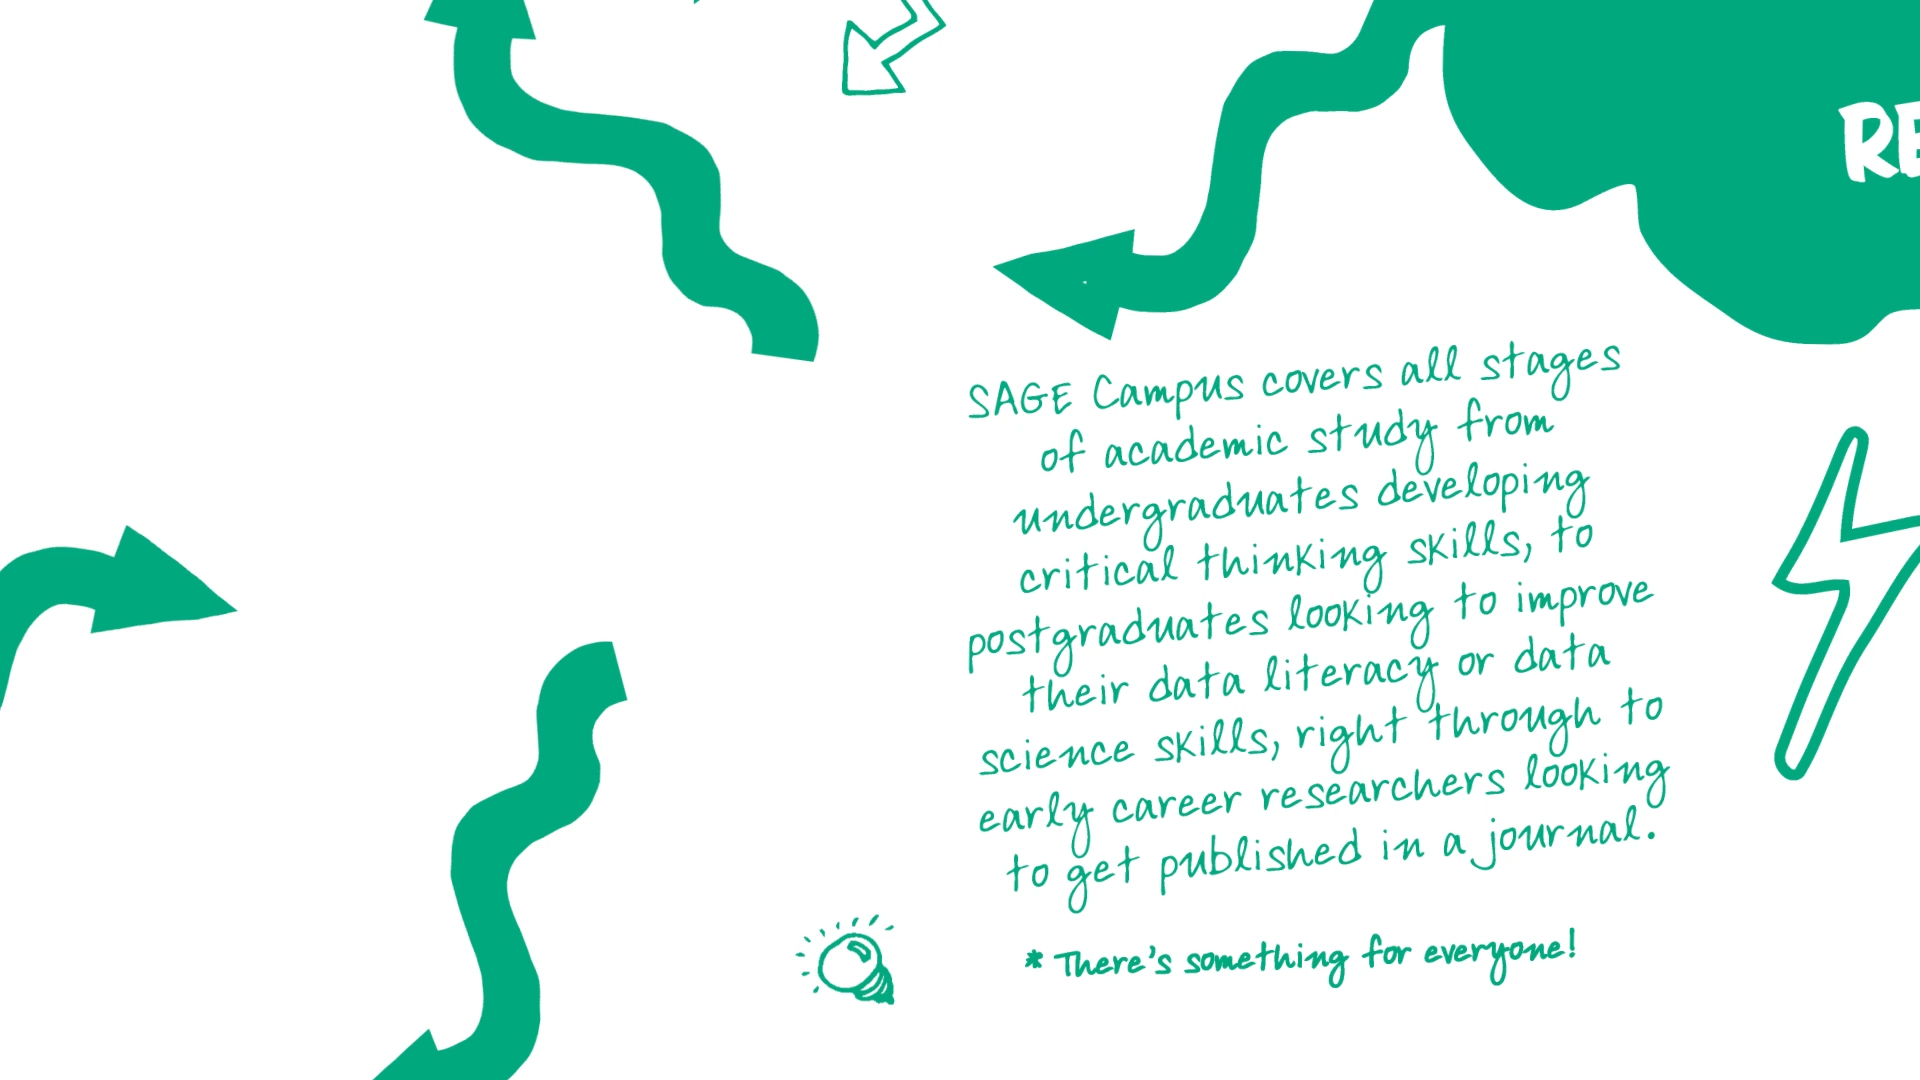 SAGE Campus covers all stages
of academic study from
undergraduates developing
critical thinking skills, to
postgraduates looking to improve
their data literacy or data
science skills, right through to
early career researchers looking
to get published in a journal.
* There's something for everyone!